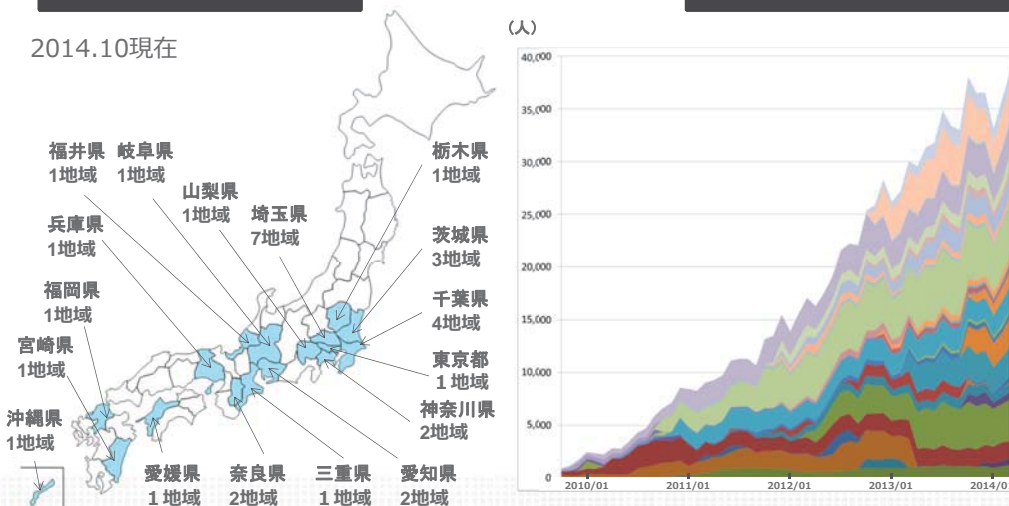 2014.10現在
福井県
1地域
岐阜県
1地域
山梨県
1地域
埼玉県
7地域
栃木県
1地域
兵庫県
1地域
茨城県
3地域
福岡県
1地域
千葉県
4地域
宮崎県
1地域
東京都
1地域
神奈川県
2地域
沖縄県
1地域
愛媛県
1地域
奈良県
2地域
三重県
1地域
愛知県
2地域
（人）
40,000
35,000
30,000
25,000
20,000
15,000
10,000
5,000
0
2010/01
2011/01
2012/01
2013/01
2014/01